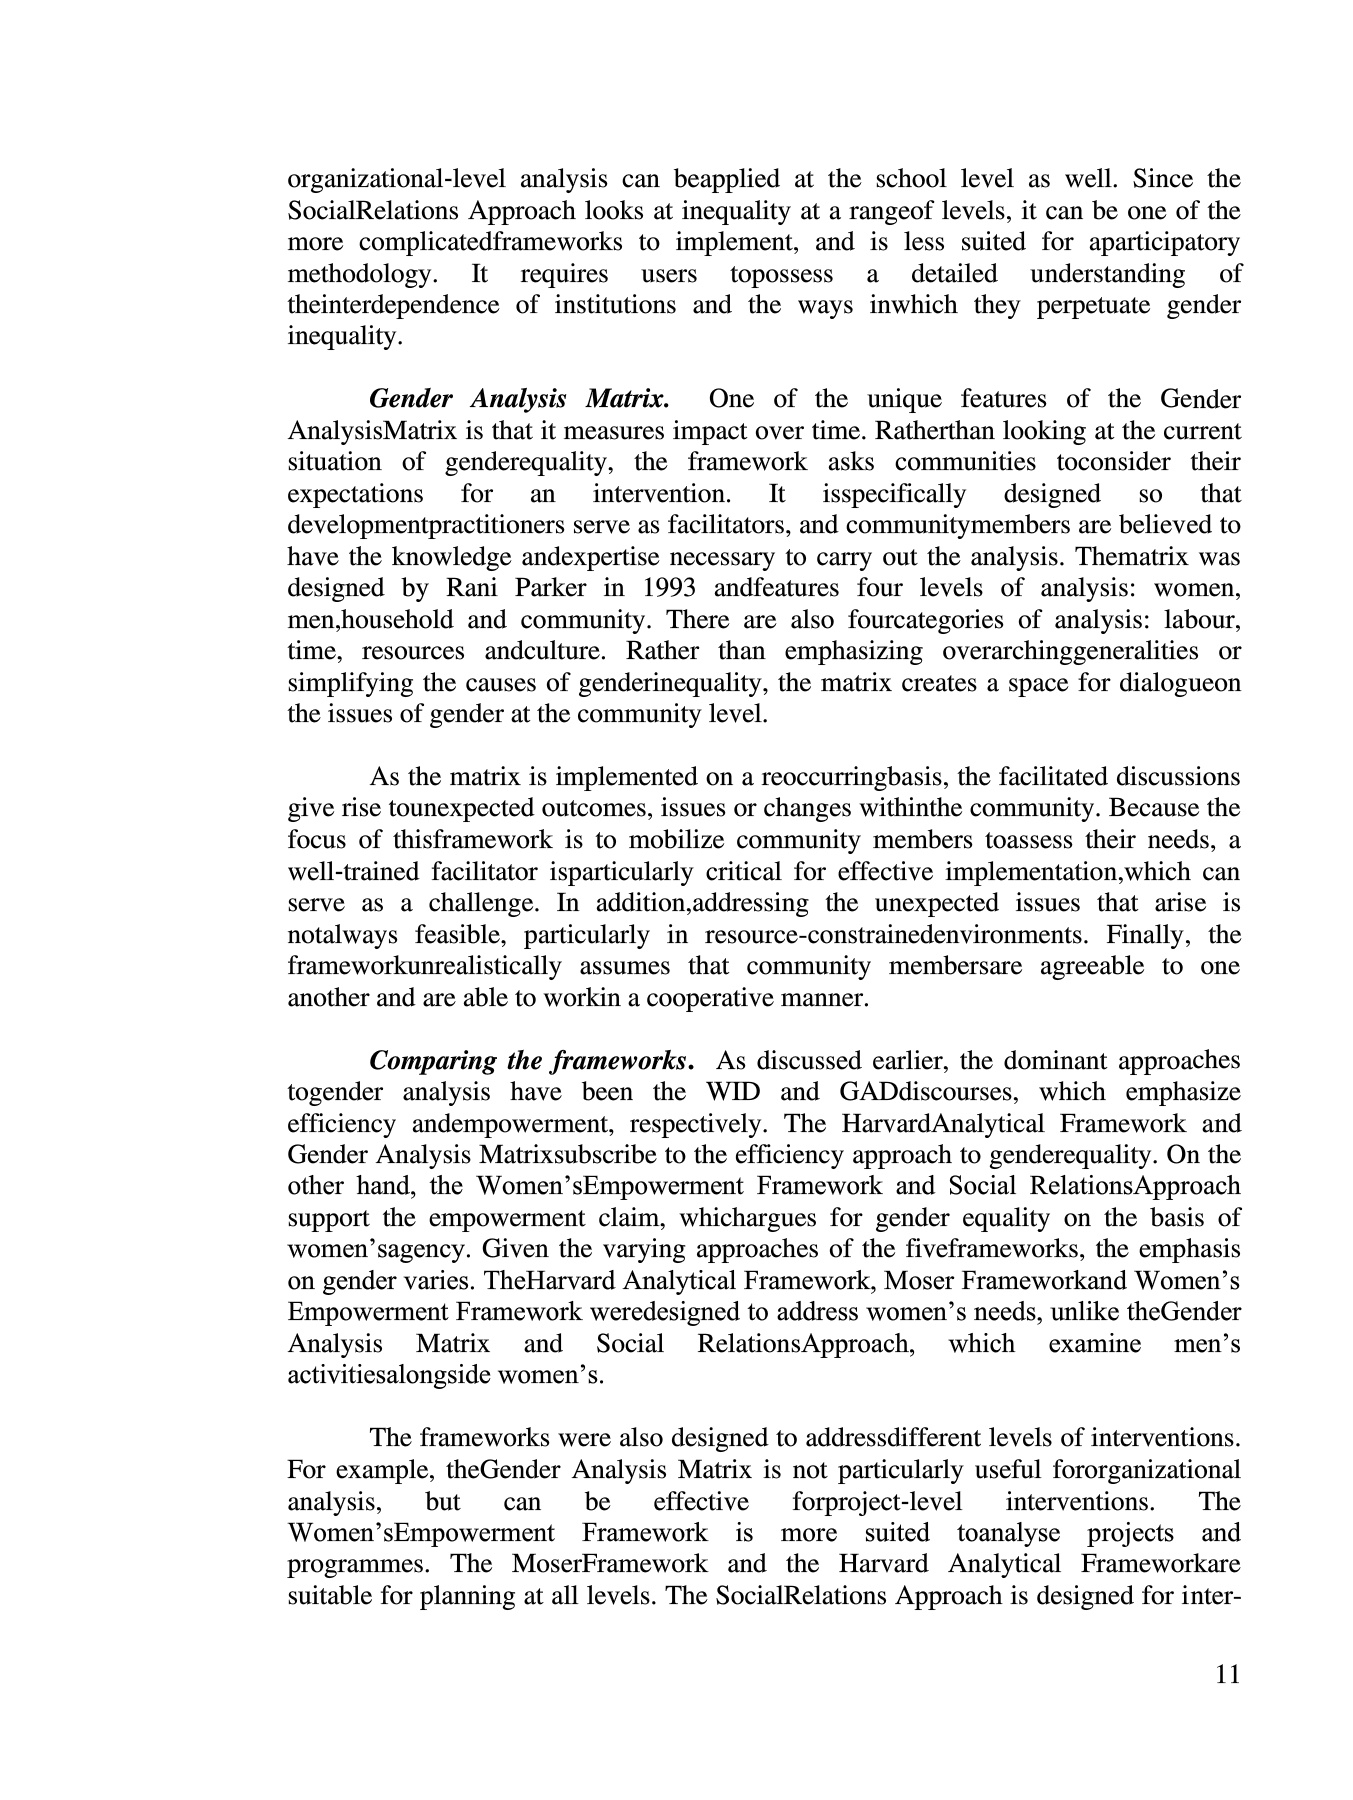 organizational-level analysis can beapplied at the school level as well. Since the
SocialRelations Approach looks at inequality at a rangeof levels, it can be one of the
more complicatedframeworks to implement, and is less suited for aparticipatory
methodology. It requires users topossess a detailed understanding of
theinterdependence of institutions and the ways inwhich they perpetuate gender
inequality.
Gender Analysis Matrix. One of the unique features of the Gender
AnalysisMatrix is that it measures impact over time. Ratherthan looking at the current
situation of genderequality, the framework asks communities toconsider their
expectations for an intervention. It isspecifically designed so that
developmentpractitioners serve as facilitators, and communitymembers are believed to
have the knowledge andexpertise necessary to carry out the analysis. Thematrix was
designed by Rani Parker in 1993 andfeatures four levels of analysis: women,
men,household and community. There are also fourcategories of analysis: labour,
time, resources andculture. Rather than emphasizing overarchinggeneralities or
simplifying the causes of genderinequality, the matrix creates a space for dialogueon
the issues of gender at the community level.
As the matrix is implemented on a reoccurringbasis, the facilitated discussions
give rise tounexpected outcomes, issues or changes withinthe community. Because the
focus of thisframework is to mobilize community members toassess their needs, a
well-trained facilitator isparticularly critical for effective implementation,which can
serve as a challenge. In addition,addressing the unexpected issues that arise is
notalways feasible, particularly in resource-constrainedenvironments. Finally, the
frameworkunrealistically assumes that community membersare agreeable to one
another and are able to workin a cooperative manner.
Comparing the frameworks. As discussed earlier, the dominant approaches
togender analysis have been the WID and GADdiscourses, which emphasize
efficiency andempowerment, respectively. The HarvardAnalytical Framework and
Gender Analysis Matrixsubscribe to the efficiency approach to genderequality. On the
other hand, the Women’sEmpowerment Framework and Social RelationsApproach
support the empowerment claim, whichargues for gender equality on the basis of
women’sagency. Given the varying approaches of the fiveframeworks, the emphasis
on gender varies. TheHarvard Analytical Framework, Moser Frameworkand Women’s
Empowerment Framework weredesigned to address women’s needs, unlike theGender
Analysis Matrix and Social RelationsApproach, which examine men’s
activitiesalongside women’s.
The frameworks were also designed to addressdifferent levels of interventions.
For example, theGender Analysis Matrix is not particularly useful fororganizational
analysis, but can be effective forproject-level interventions. The
Women’sEmpowerment Framework is more suited toanalyse projects and
programmes. The MoserFramework and the Harvard Analytical Frameworkare
suitable for planning at all levels. The SocialRelations Approach is designed for inter-
11